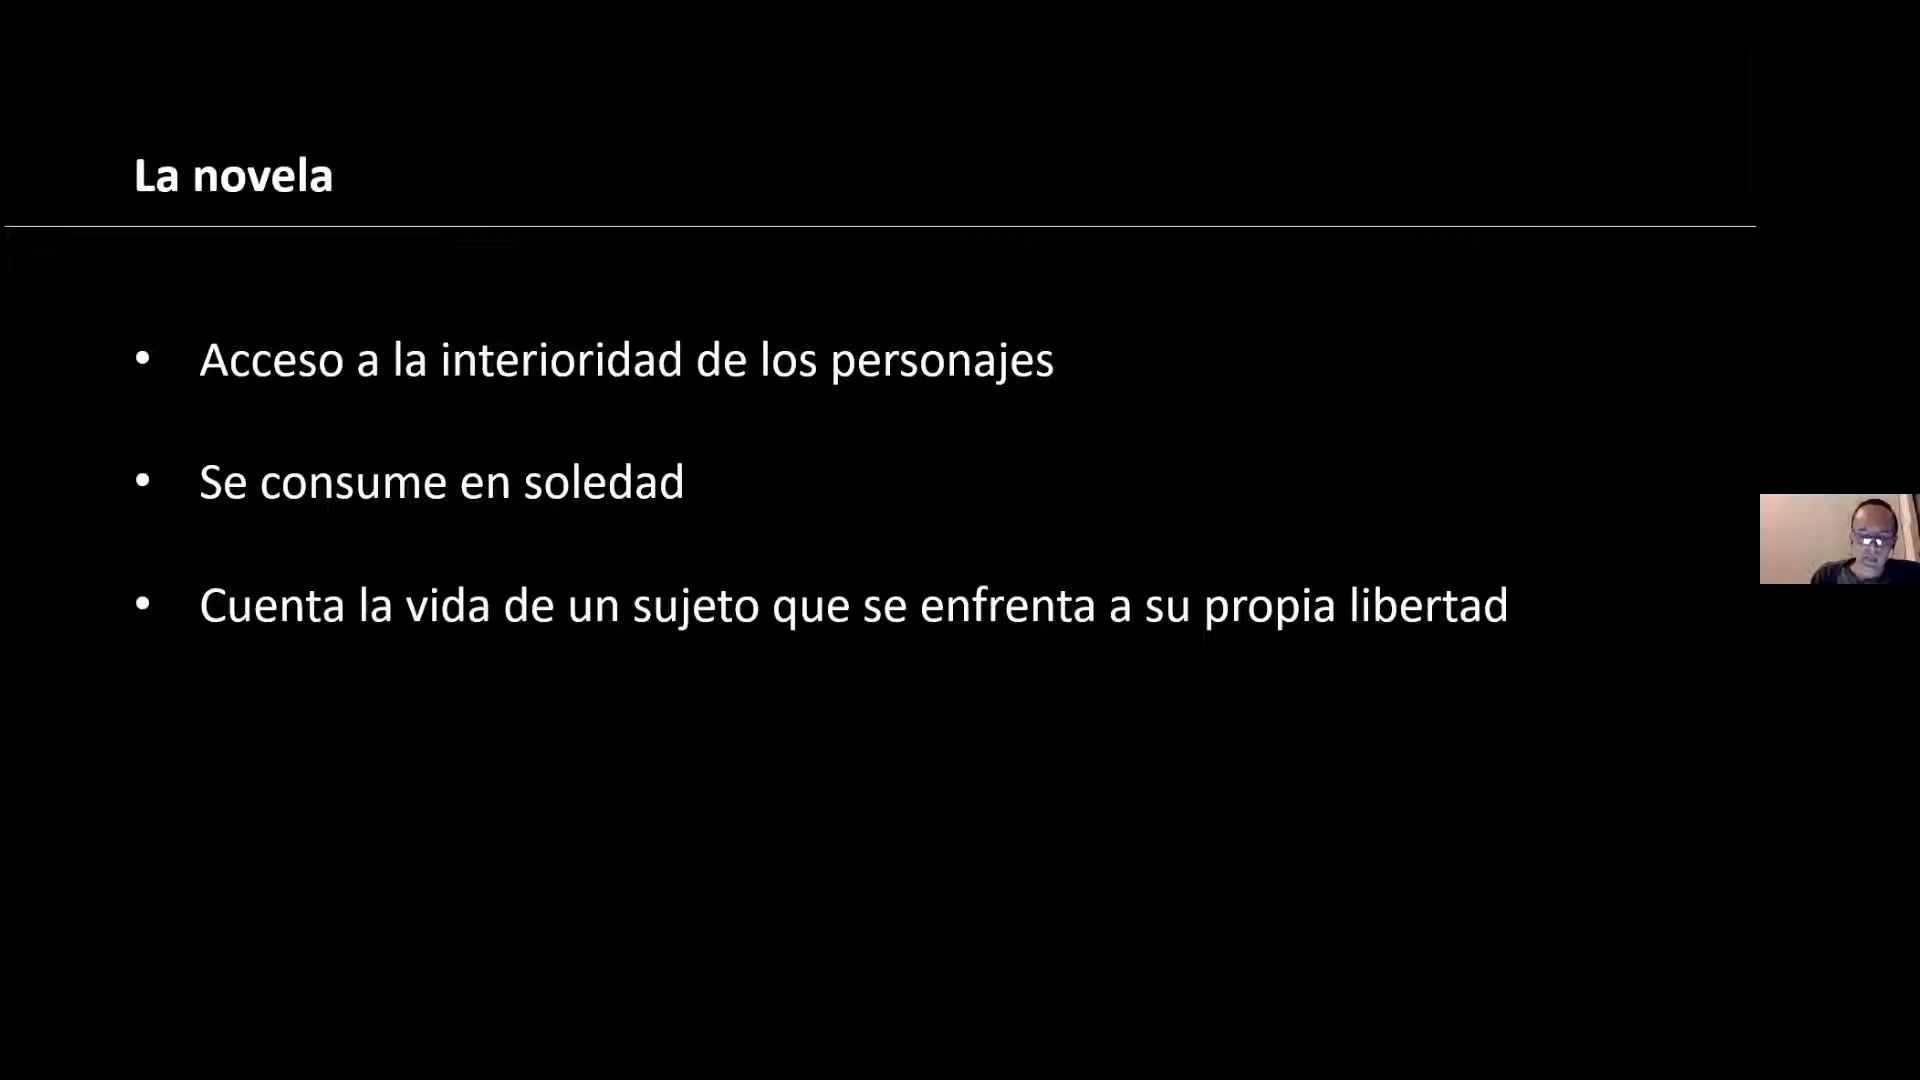 La novela
• Acceso a la interioridad de los personajes
• Se consume en soledad
• Cuenta la vida de un sujeto que se enfrenta a su propia libertad